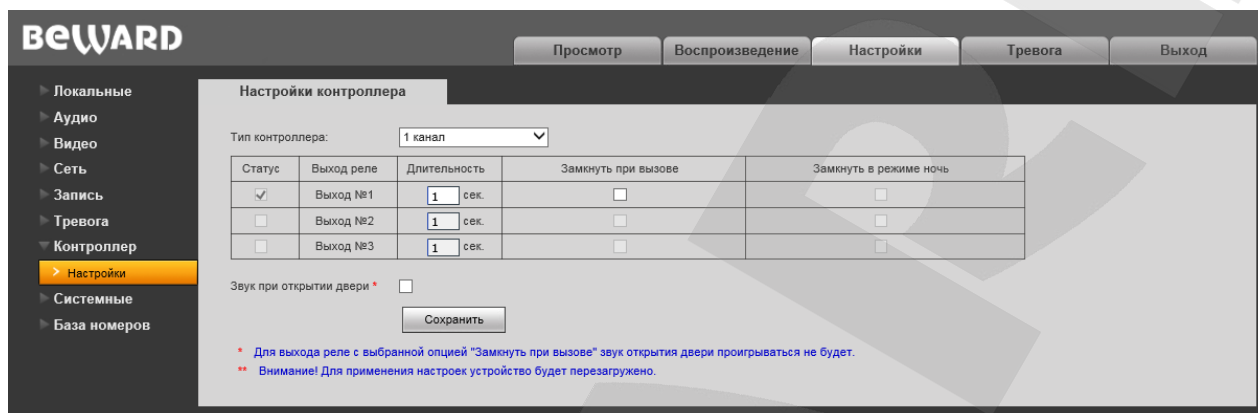 BEWARD
Просмотр Воспроизведение Настройки Тревога Выход
Локальные
Аудио
Видео
Сеть
Запись
Тревога
Контроллер
> Настройки
Системные
База номеров
Настройки контроллера
Тип контроллера: 1 канал
Статус Выход реле Длительность Замкнуть при вызове Замкнуть в режиме ночь
Выход №1 1 сек.
Выход №2 1 сек.
Выход №3 1 сек.
Звук при открытии двери *
Сохранить
* Для выхода реле с выбранной опцией "Замкнуть при вызове" звук открытия двери проигрываться не будет.
** Внимание! Для применения настроек устройство будет перезагружено.